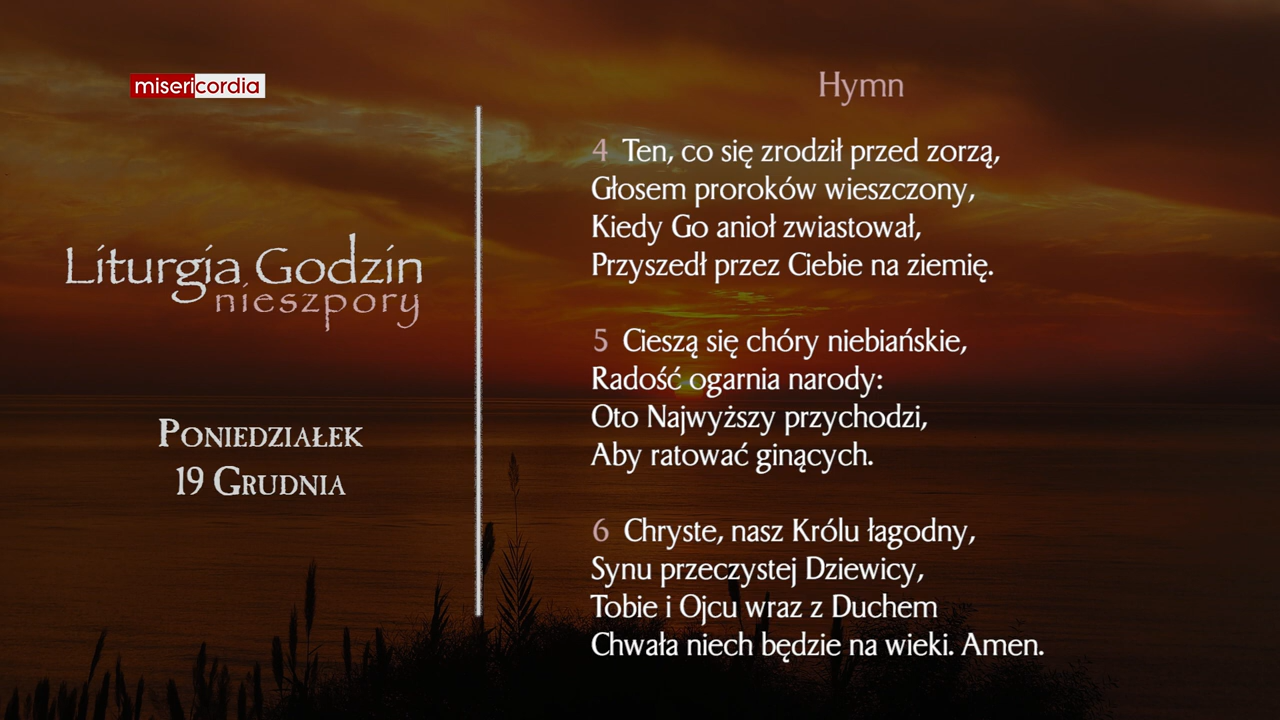 misericordia
Liturgia Godzin
nieszpory
Poniedziałek
19 Grudnia
Hymn
4 Ten, co się zrodził przed zorzą,
Głosem proroków wieszczony,
Kiedy Go anioł zwiastował,
Przyszedł przez Ciebie na ziemię.
5 Cieszą się chóry niebiańskie,
Radość ogarnia narody:
Oto Najwyższy przychodzi,
Aby ratować ginących.
6 Chryste, nasz Królu łagodny,
Synu przeczystej Dziewicy,
Tobie i Ojcu wraz z Duchem
Chwała niech będzie na wieki. Amen.